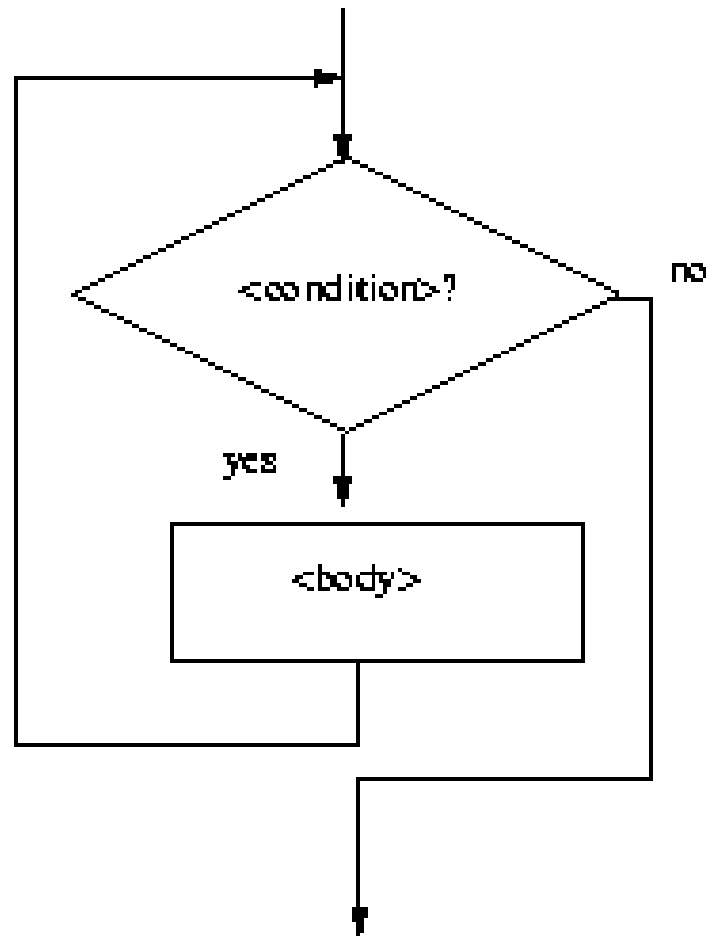 <condition>?
no
yes
<body>